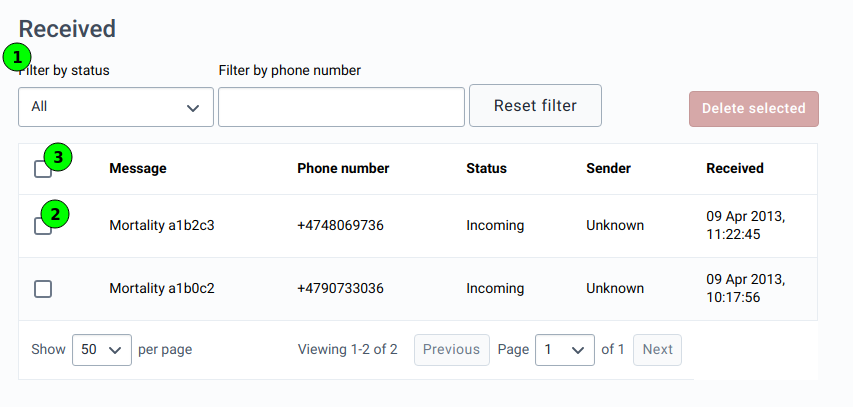 Received
1
Filter by status Filter by phone number
All Reset filter Delete selected
3
Message Phone number Status Sender Received
2
Mortality a1b2c3 +4748069736 Incoming Unknown 09 Apr 2013,
11:22:45
Mortality a1b0c2 +4790733036 Incoming Unknown 09 Apr 2013,
10:17:56
Show 50 per page Viewing 1-2 of 2 Previous Page 1 of 1 Next